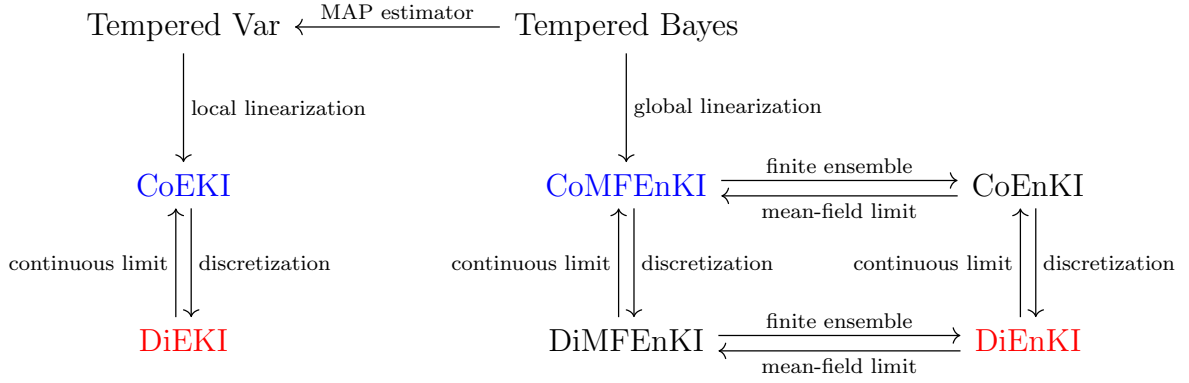 MAP estimator
Tempered Var
Tempered Bayes
local linearization
global linearization
finite ensemble
CoEKI
CoMFEnKI
CoEnKI
mean-field limit
continuous limit
discretization
continuous limit
discretization
continuous limit
discretization
finite ensemble
DiEKI
DiMFEnKI
DiEnKI
mean-field limit